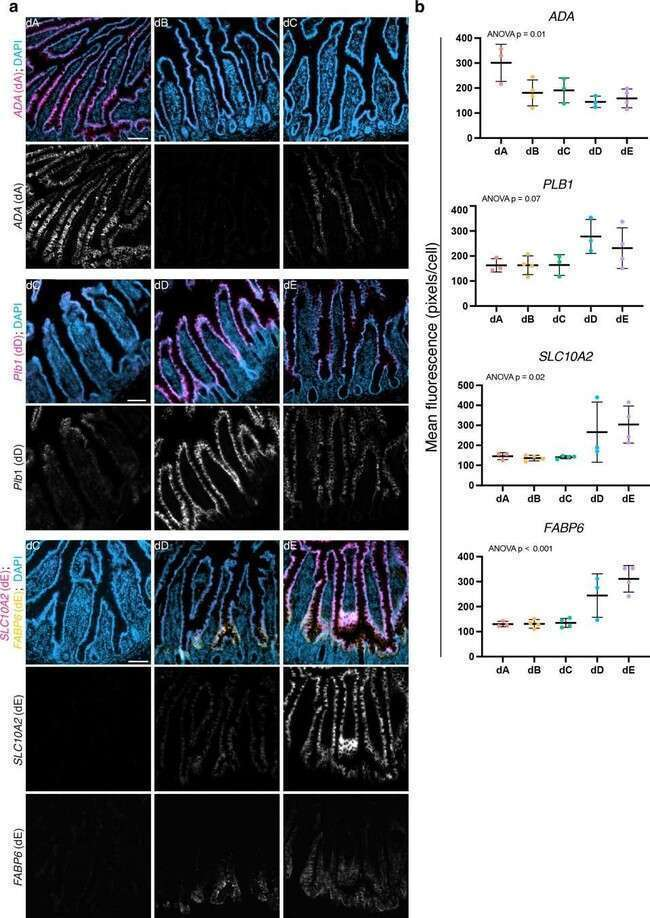 a
dA
dB
dC
ADA (dA); DAPI
ADA (dA)
dC
dD
dE
Plb1 (dD); DAPI
Plb1 (dD)
dC
dD
dE
SLC10A2 (dE);
FABP6 (dE); DAPI
SLC10A2 (dE)
FABP6 (dE)
b
Mean fluorescence (pixels/cell)
ADA
ANOVA p = 0.01
400
300
200
100
0
dA dB dC dD dE
PLB1
ANOVA p = 0.07
400
300
200
100
0
dA dB dC dD dE
SLC10A2
ANOVA p = 0.02
500
400
300
200
100
0
dA dB dC dD dE
FABP6
ANOVA p < 0.001
400
300
200
100
0
dA dB dC dD dE